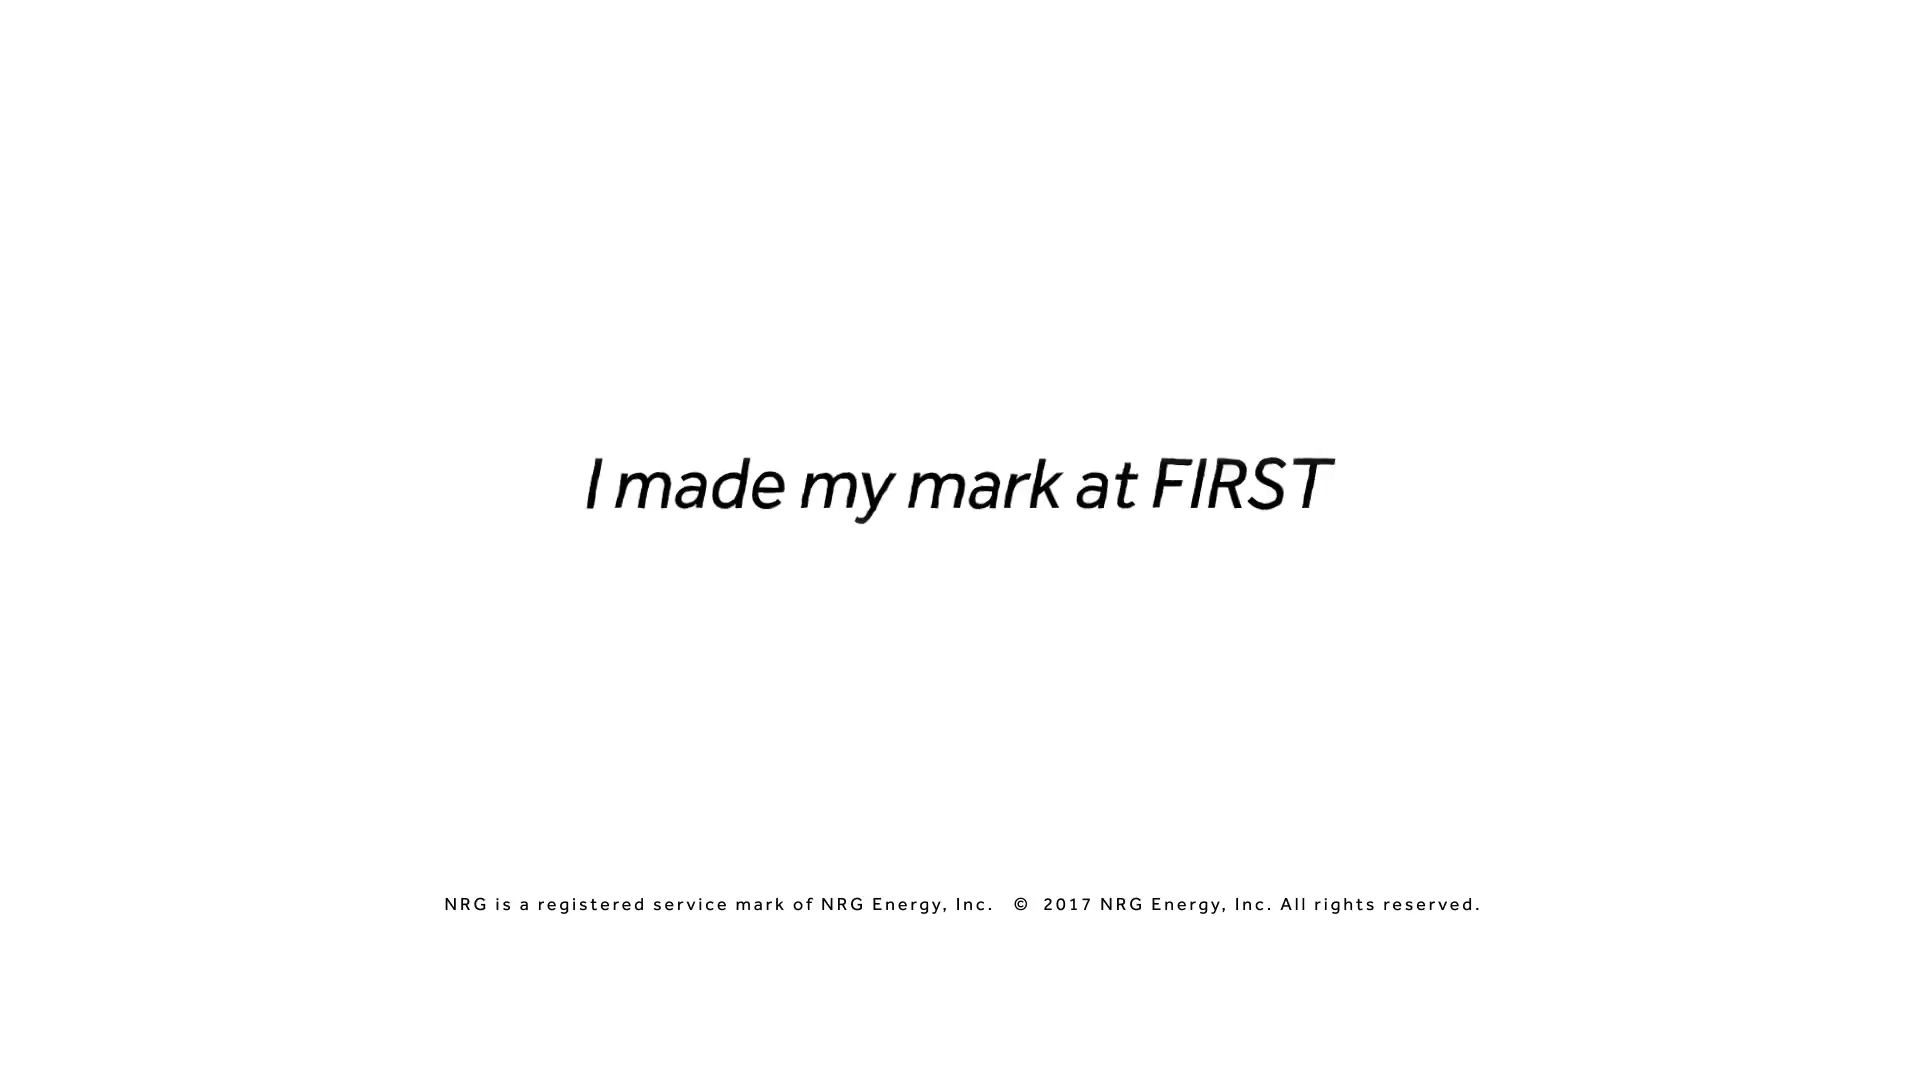 I made my mark at FIRST
NRG is a registered service mark of NRG Energy, Inc. © 2017 NRG Energy, Inc. All rights reserved.